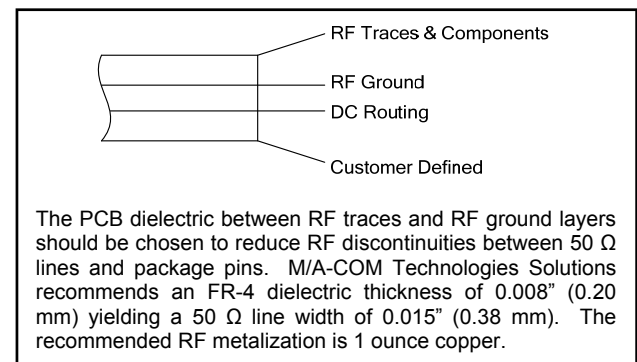 RF Traces & Components
RF Ground
DC Routing
Customer Defined
The PCB dielectric between RF traces and RF ground layers
should be chosen to reduce RF discontinuities between 50 Ω
lines and package pins. M/A-COM Technologies Solutions
recommends an FR-4 dielectric thickness of 0.008” (0.20
mm) yielding a 50 Ω line width of 0.015” (0.38 mm). The
recommended RF metalization is 1 ounce copper.